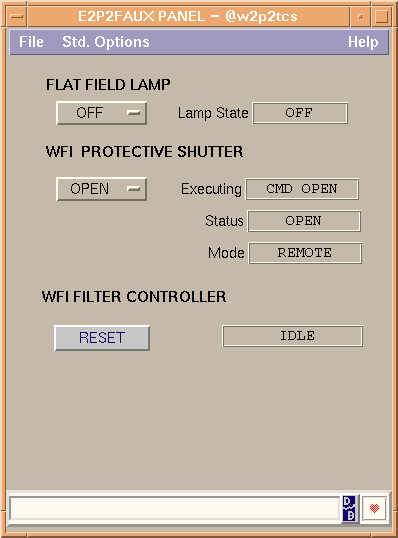 E2P2FAUX PANEL - @w2p2tcs
File Std. Options Help
FLAT FIELD LAMP
OFF Lamp State OFF
WFI PROTECTIVE SHUTTER
OPEN Executing CMD OPEN
Status OPEN
Mode REMOTE
WFI FILTER CONTROLLER
RESET IDLE
D B